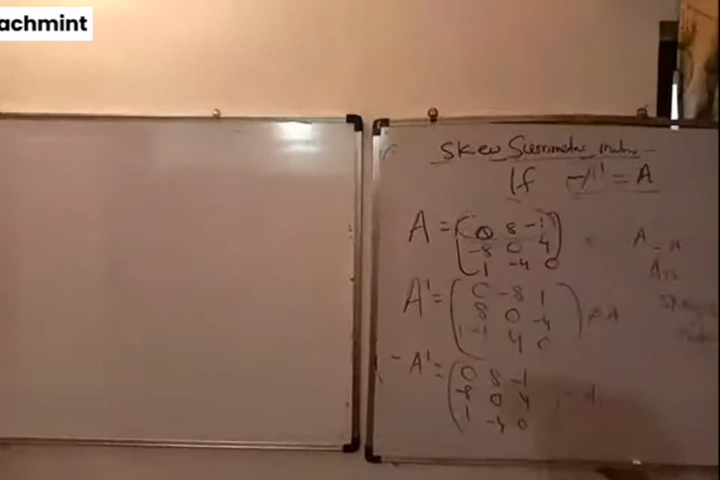 achmint
Skew Symmetric matrix
If -A' = A
A = ( 0 8 -1
-8 0 4
1 -4 0 )
A' = ( 0 -8 1
8 0 -4
-1 4 0 ) ≠ A
-A' = ( 0 8 -1
-8 0 4
1 -4 0